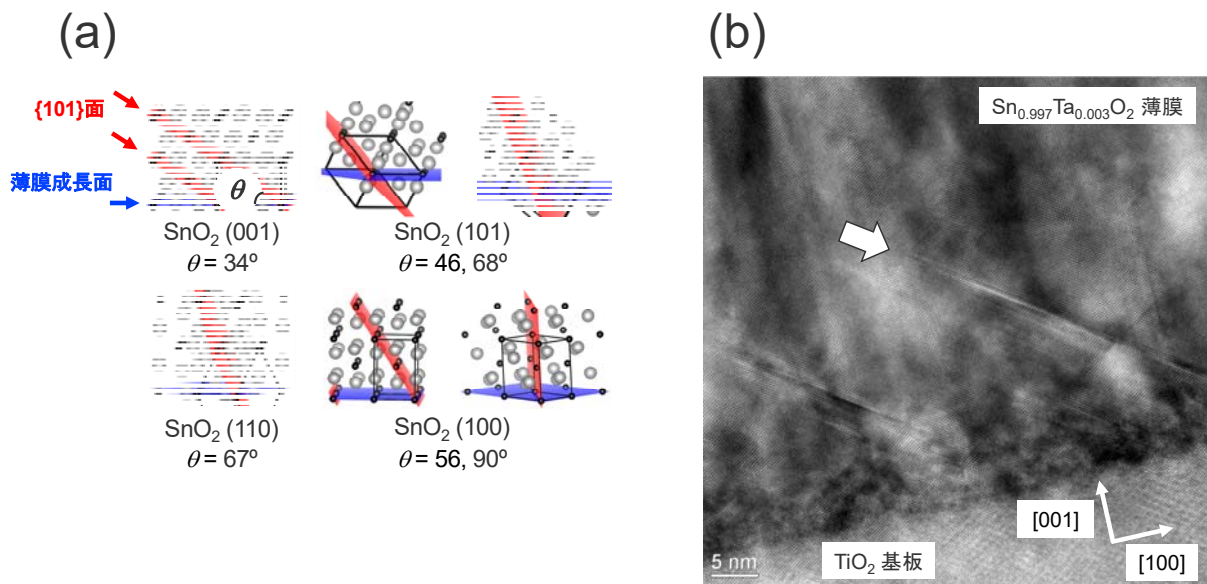 (a)
(b)
{101}面
薄膜成長面
θ
SnO₂ (001)
θ = 34º
SnO₂ (101)
θ = 46, 68º
SnO₂ (110)
θ = 67º
SnO₂ (100)
θ = 56, 90º
Sn₀.₉₉₇Ta₀.₀₀₃O₂ 薄膜
[001]
[100]
TiO₂ 基板
5 nm